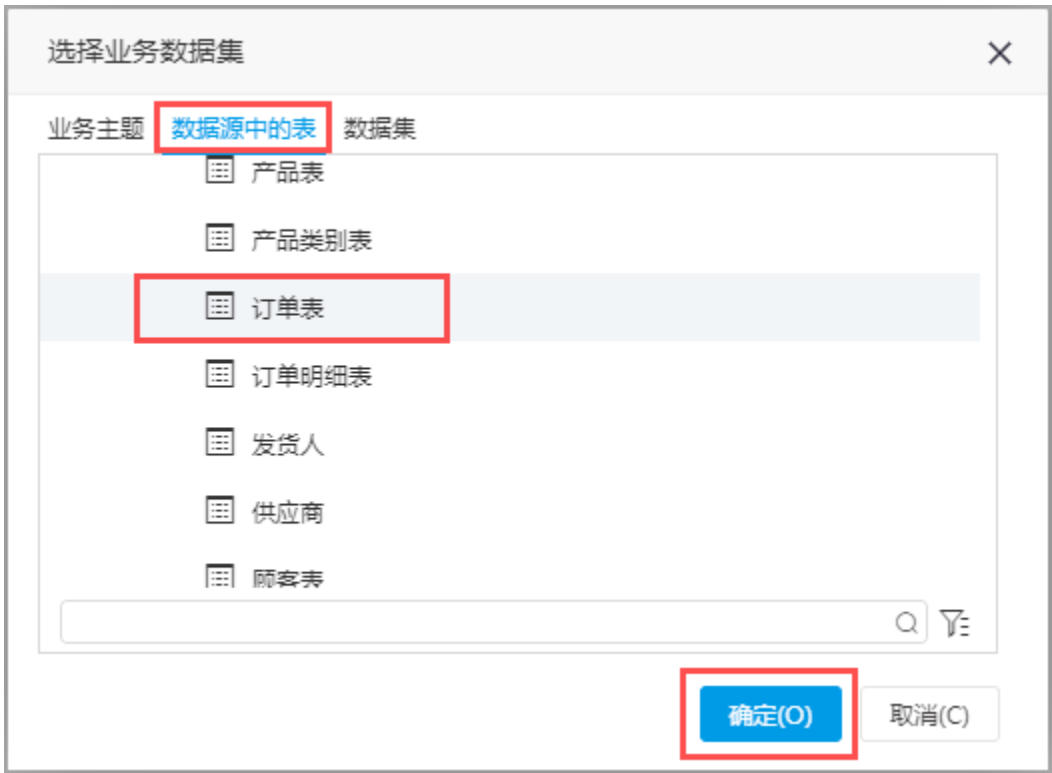 选择业务数据集
业务主题 数据源中的表 数据集
产品表
产品类别表
订单表
订单明细表
发货人
供应商
顾客表
确定(O) 取消(C)